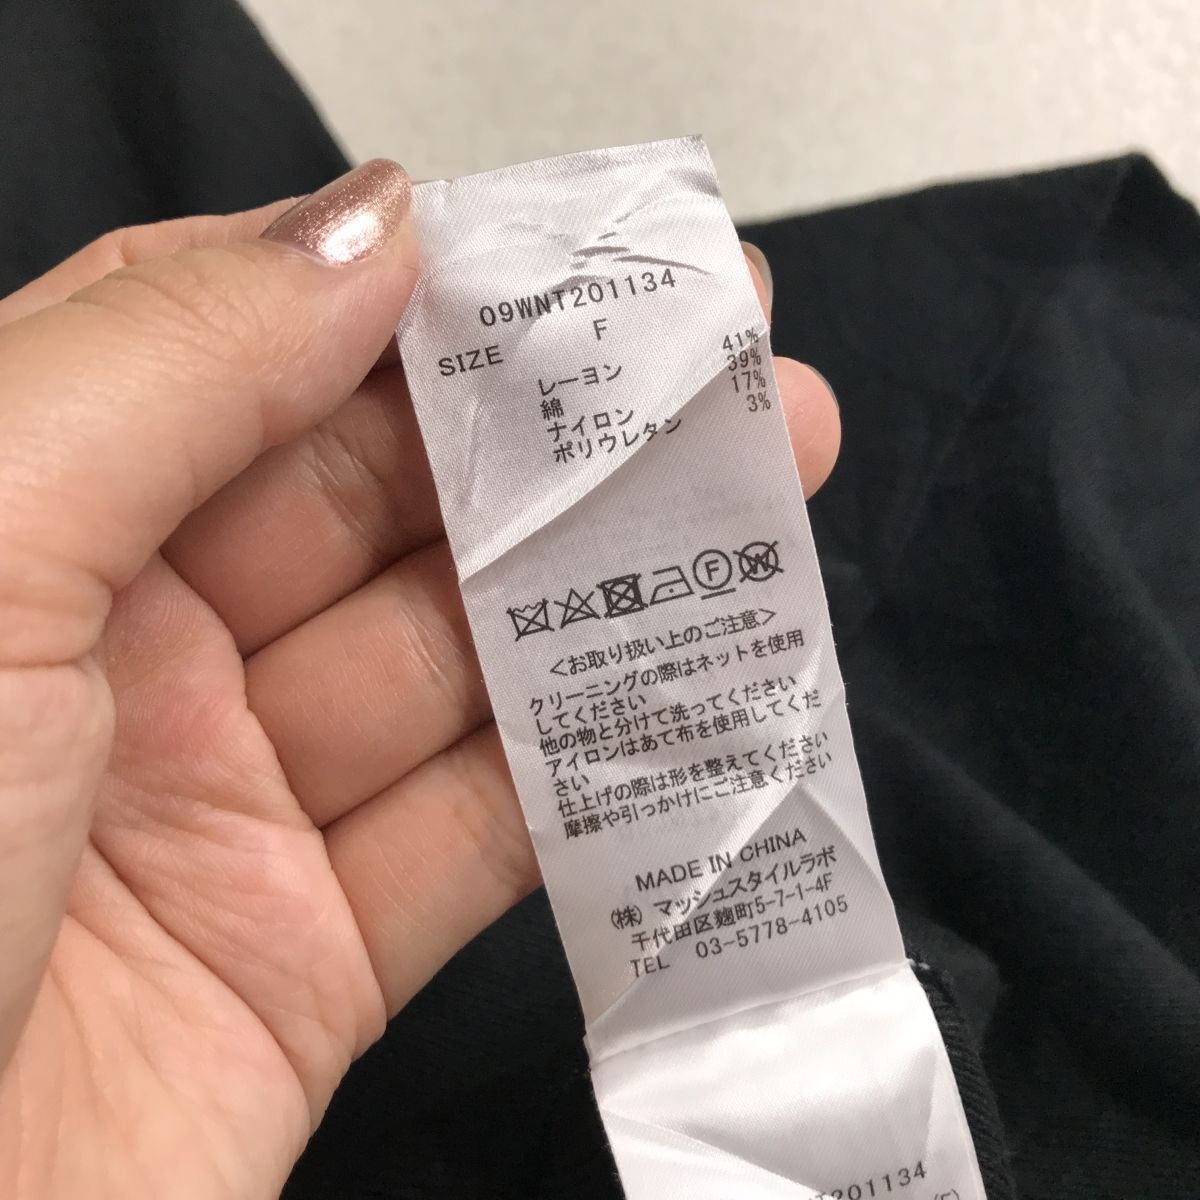 09WNT201134
SIZE F
レーヨン 41%
綿 39%
ナイロン 17%
ポリウレタン 3%
F W
<お取り扱い上のご注意>
クリーニングの際はネットを使用
してください
他の物と分けて洗ってください
アイロンはあて布を使用してくだ
さい
仕上げの際は形を整えてください
摩擦や引っかけにご注意ください
MADE IN CHINA
(株)マッシュスタイルラボ
千代田区麹町5-7-1-4F
TEL 03-5778-4105
NT201134